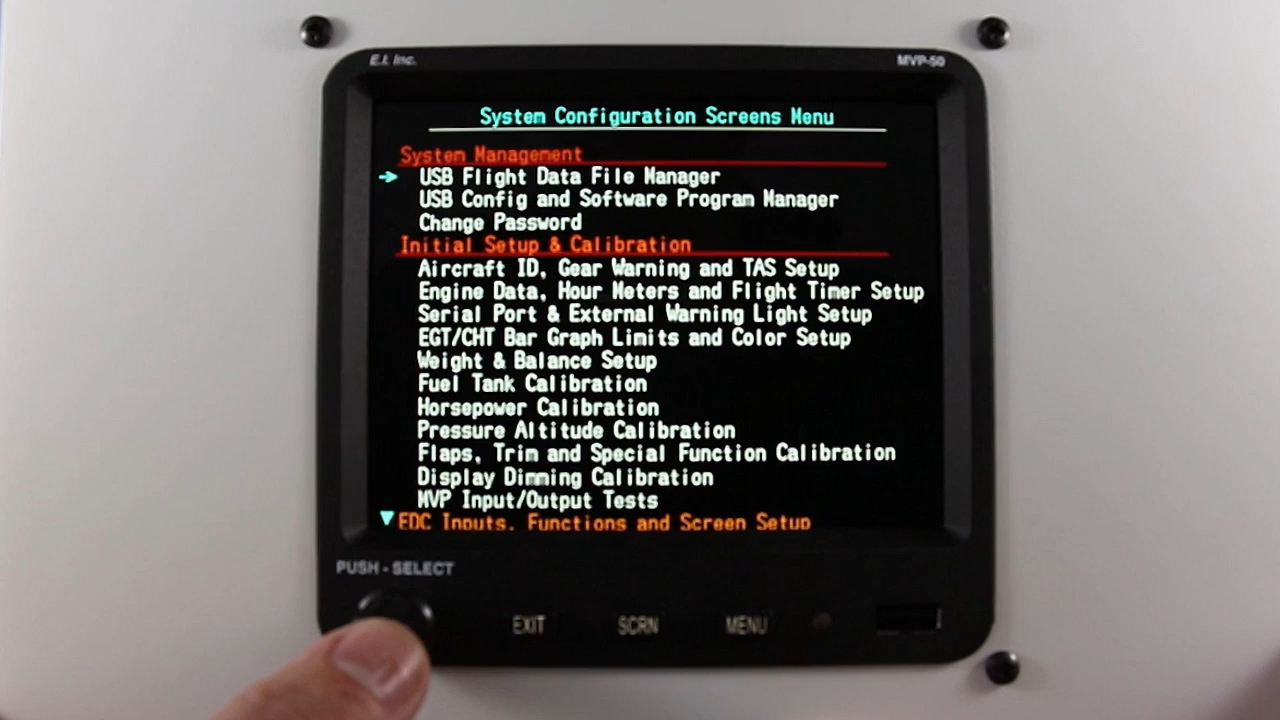 E.I. Inc.
MVP-50
System Configuration Screens Menu
System Management
USB Flight Data File Manager
USB Config and Software Program Manager
Change Password
Initial Setup & Calibration
Aircraft ID, Gear Warning and TAS Setup
Engine Data, Hour Meters and Flight Timer Setup
Serial Port & External Warning Light Setup
EGT/CHT Bar Graph Limits and Color Setup
Weight & Balance Setup
Fuel Tank Calibration
Horsepower Calibration
Pressure Altitude Calibration
Flaps, Trim and Special Function Calibration
Display Dimming Calibration
MVP Input/Output Tests
EDC Inputs, Functions and Screen Setup
PUSH - SELECT
EXIT
SCRN
MENU